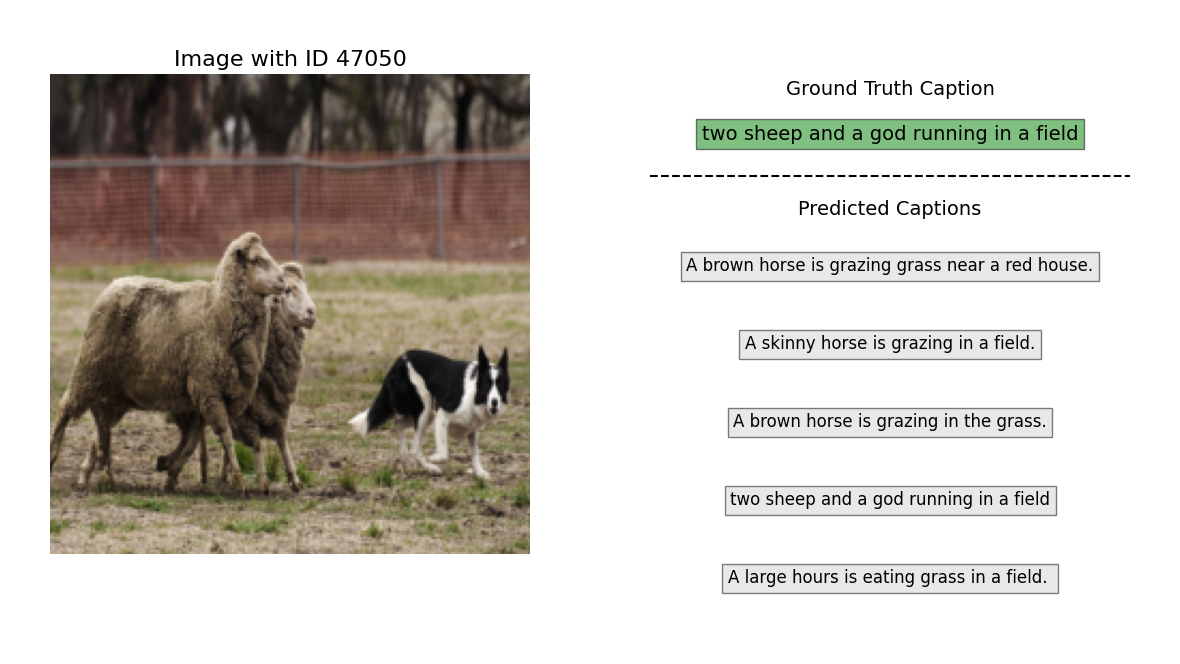 Image with ID 47050
Ground Truth Caption
two sheep and a god running in a field
Predicted Captions
A brown horse is grazing grass near a red house.
A skinny horse is grazing in a field.
A brown horse is grazing in the grass.
two sheep and a god running in a field
A large hours is eating grass in a field.